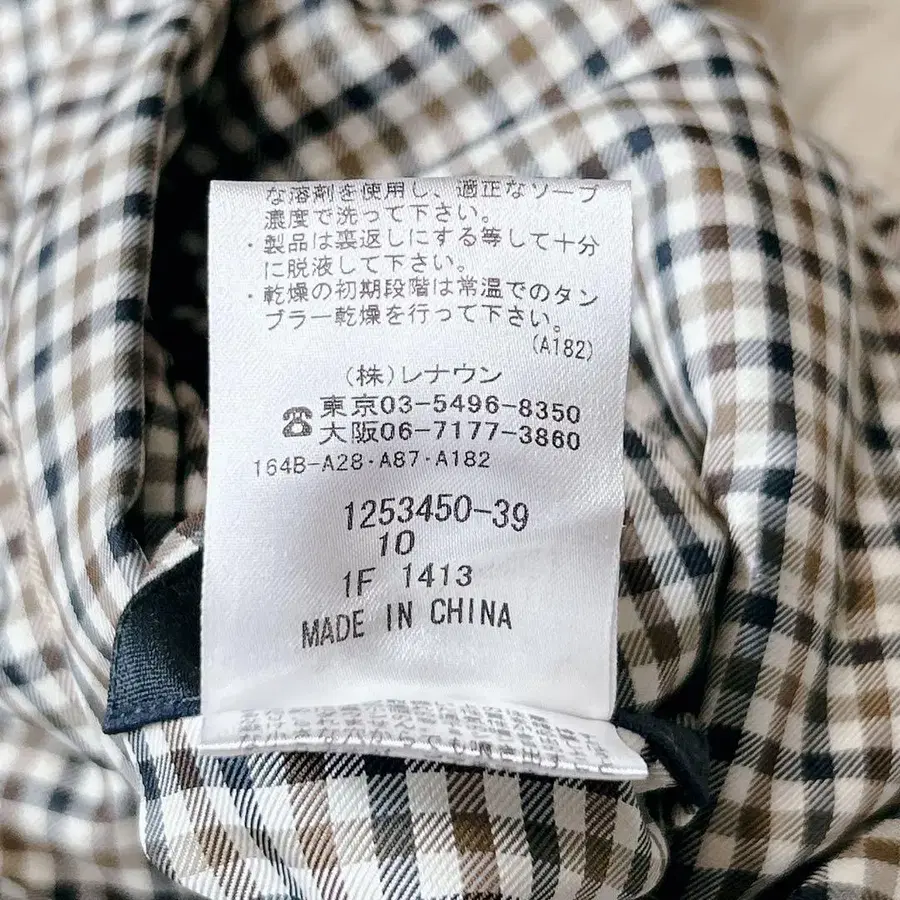 な溶剤を使用し、適正なソープ
濃度で洗って下さい。
・製品は裏返しにする等して十分
に脱液して下さい。
・乾燥の初期段階は常温でのタン
ブラー乾燥を行って下さい。
(A182)
(株)レナウン
☎東京03-5496-8350
大阪06-7177-3860
164B-A28・A87・A182
1253450-39
10
1F 1413
MADE IN CHINA